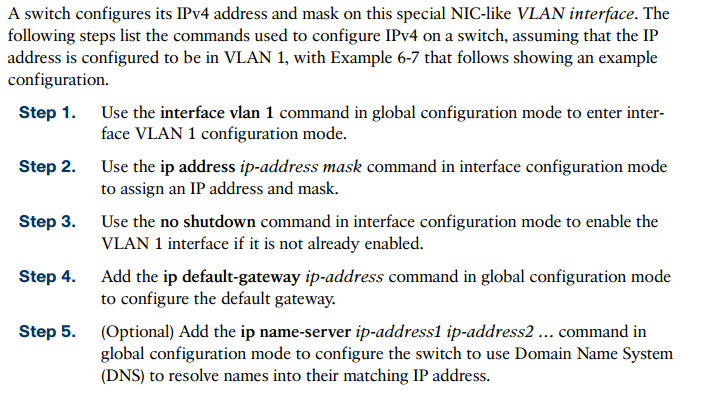 A switch configures its IPv4 address and mask on this special NIC-like VLAN interface. The
following steps list the commands used to configure IPv4 on a switch, assuming that the IP
address is configured to be in VLAN 1, with Example 6-7 that follows showing an example
configuration.
Step 1. Use the interface vlan 1 command in global configuration mode to enter inter-
face VLAN 1 configuration mode.
Step 2. Use the ip address ip-address mask command in interface configuration mode
to assign an IP address and mask.
Step 3. Use the no shutdown command in interface configuration mode to enable the
VLAN 1 interface if it is not already enabled.
Step 4. Add the ip default-gateway ip-address command in global configuration mode
to configure the default gateway.
Step 5. (Optional) Add the ip name-server ip-address1 ip-address2 … command in
global configuration mode to configure the switch to use Domain Name System
(DNS) to resolve names into their matching IP address.